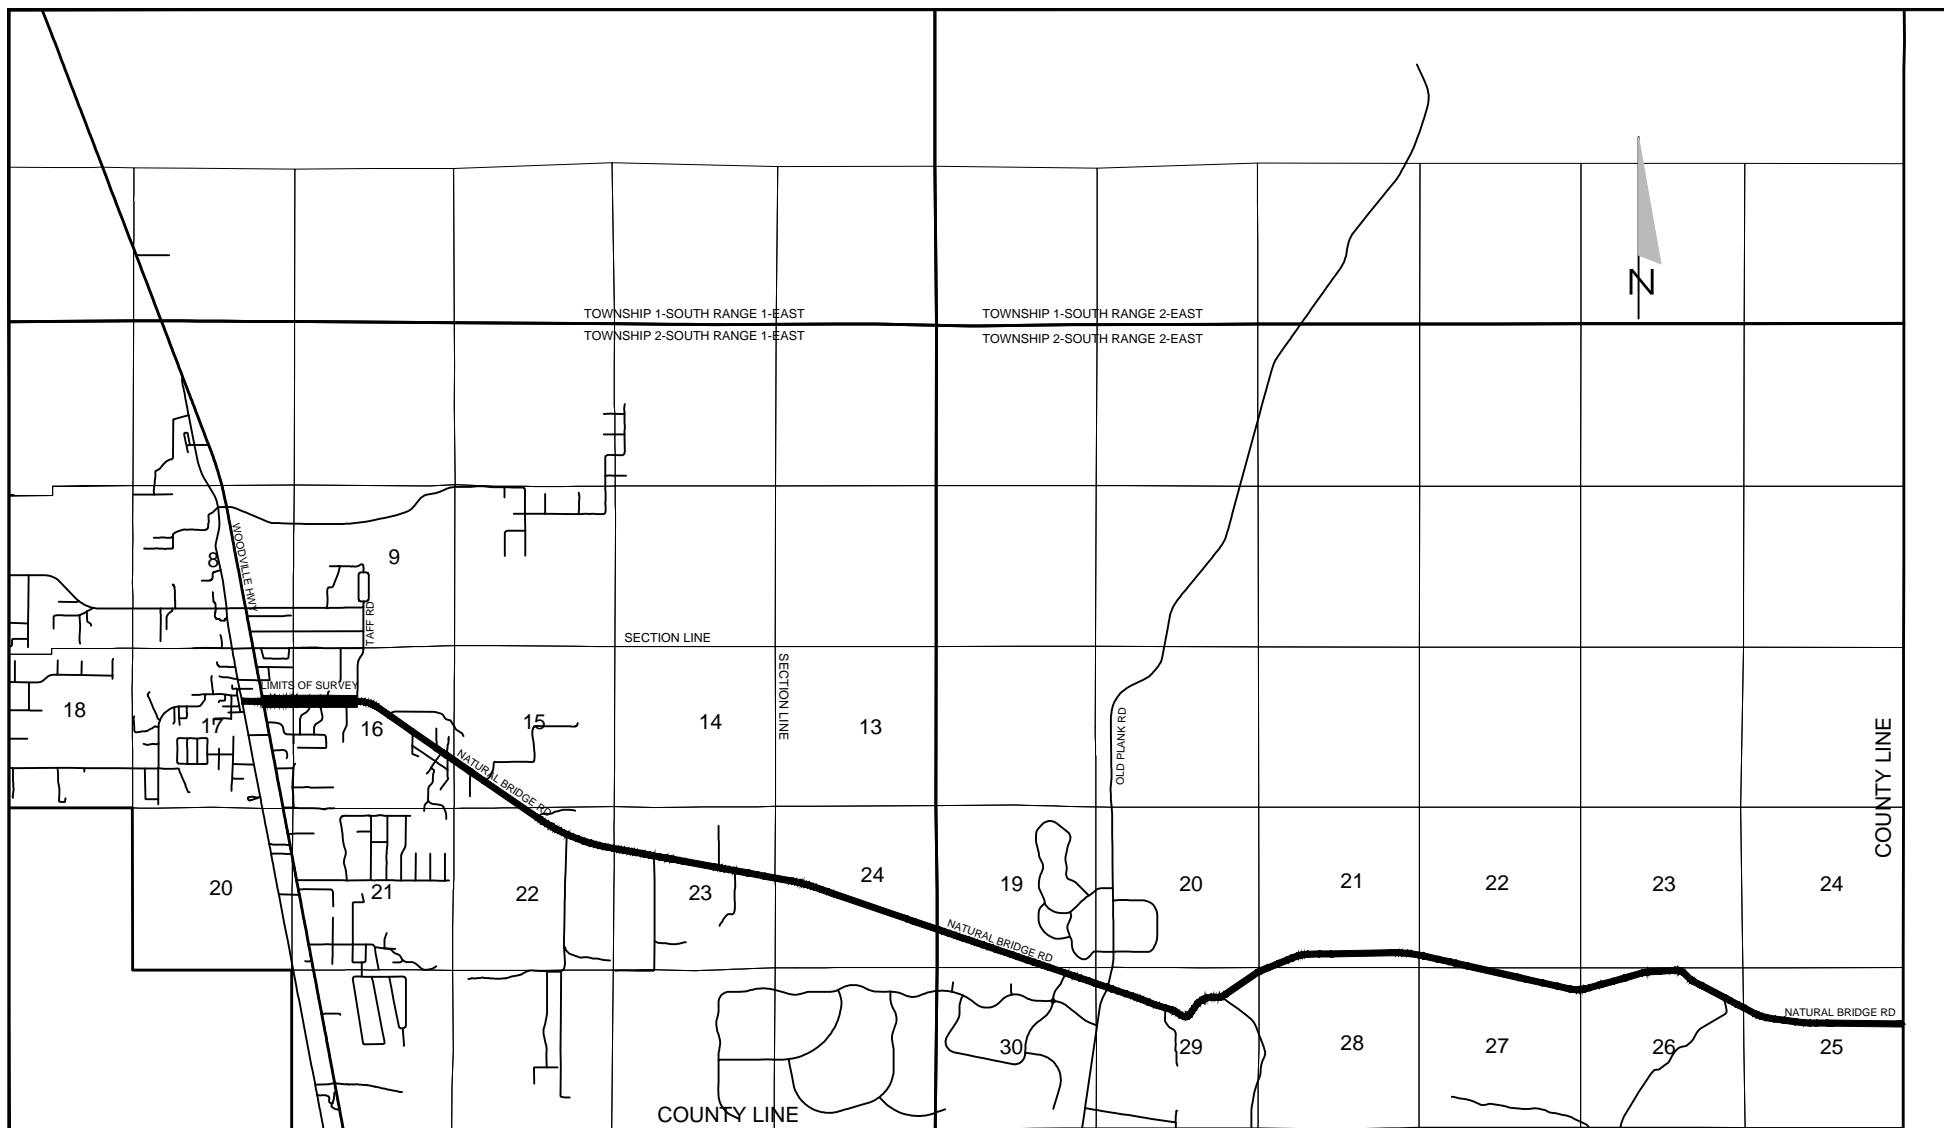 N
TOWNSHIP 1-SOUTH RANGE 1-EAST
TOWNSHIP 1-SOUTH RANGE 2-EAST
TOWNSHIP 2-SOUTH RANGE 1-EAST
TOWNSHIP 2-SOUTH RANGE 2-EAST
WOODVILLE HWY
8
9
TAFF RD
SECTION LINE
SECTION LINE
LIMITS OF SURVEY
18
17
16
15
14
13
OLD PLANK RD
COUNTY LINE
NATURAL BRIDGE RD
20
21
22
23
24
19
20
21
22
23
24
NATURAL BRIDGE RD
NATURAL BRIDGE RD
30
29
28
27
26
25
COUNTY LINE